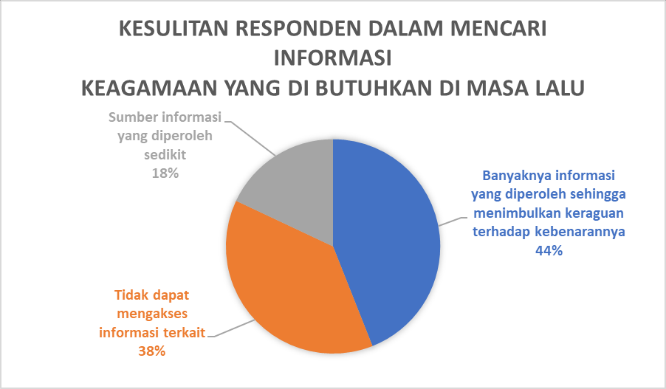 KESULITAN RESPONDEN DALAM MENCARI
INFORMASI
KEAGAMAAN YANG DI BUTUHKAN DI MASA LALU
Sumber informasi
yang diperoleh
sedikit
18%
Banyaknya informasi
yang diperoleh sehingga
menimbulkan keraguan
terhadap kebenarannya
44%
Tidak dapat
mengakses
informasi terkait
38%